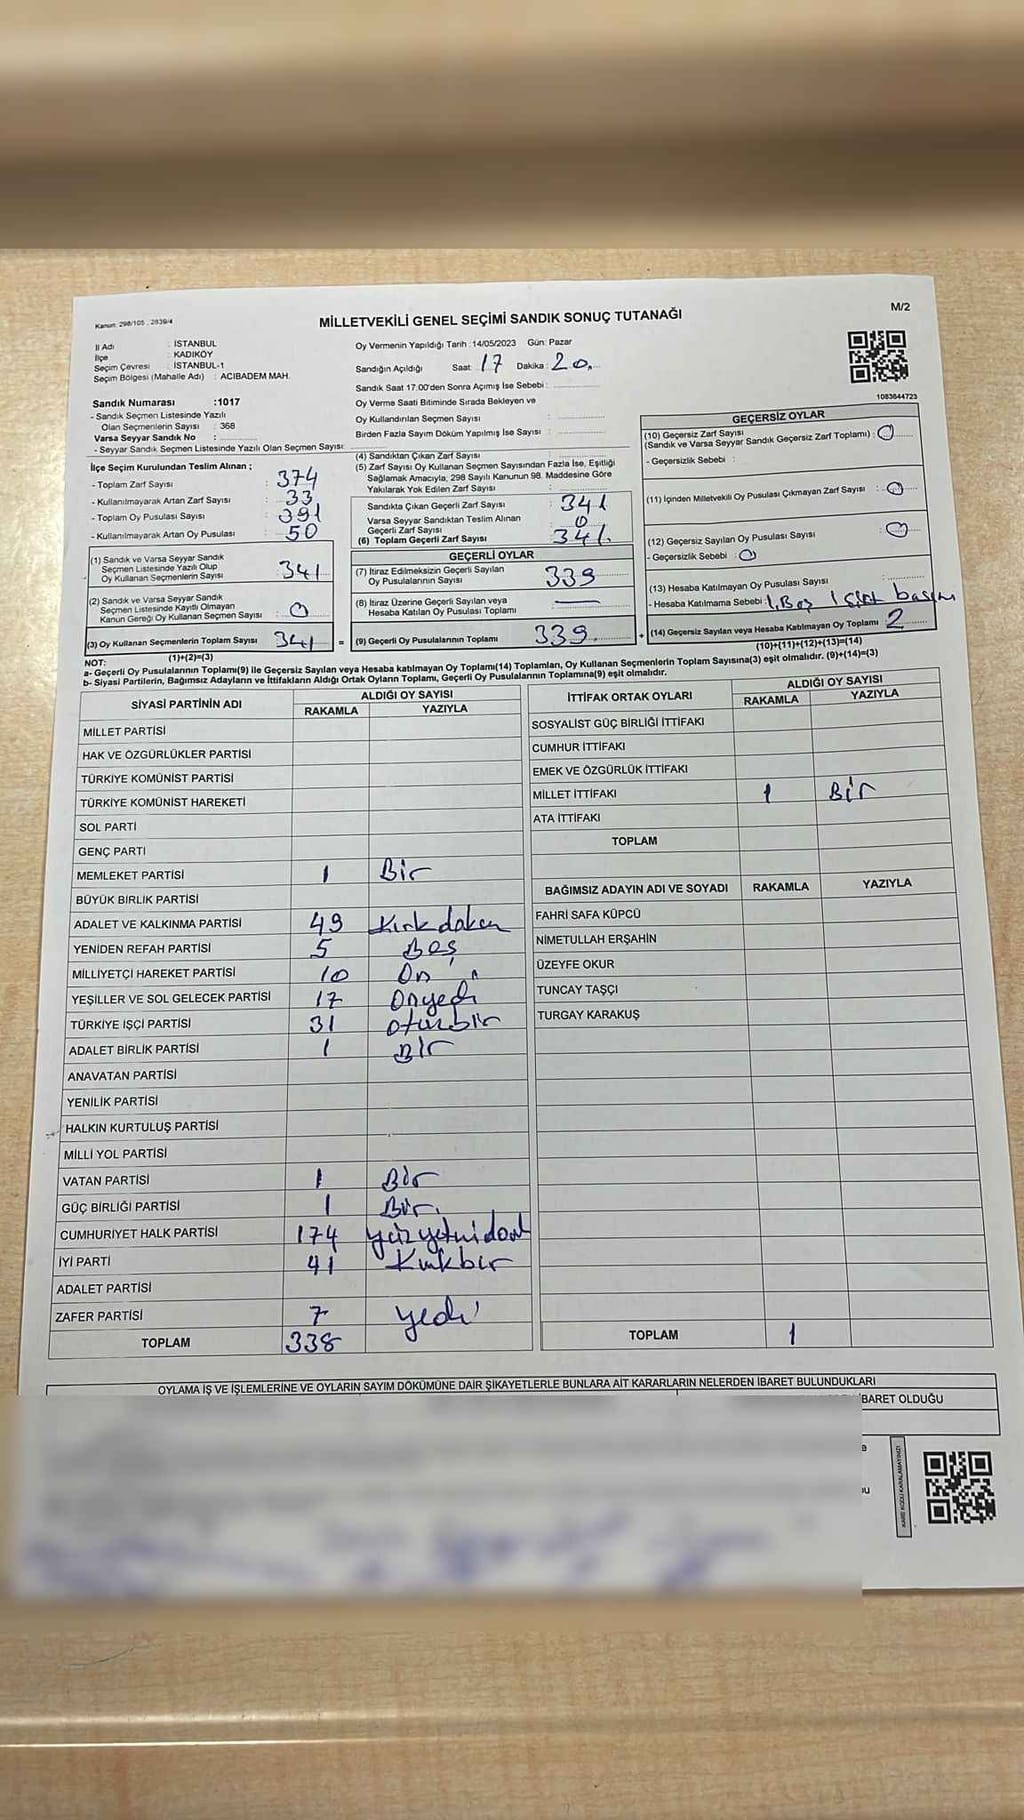 Kanun: 298/105 , 2839/4
MİLLETVEKİLİ GENEL SEÇİMİ SANDIK SONUÇ TUTANAĞI
M/2
İl Adı : İSTANBUL
İlçe : KADIKÖY
Seçim Çevresi : İSTANBUL-1
Seçim Bölgesi (Mahalle Adı) : ACIBADEM MAH.
Sandık Numarası :1017
- Sandık Seçmen Listesinde Yazılı
Olan Seçmenlerin Sayısı : 368
Varsa Seyyar Sandık No :
- Seyyar Sandık Seçmen Listesinde Yazılı Olan Seçmen Sayısı:
Oy Vermenin Yapıldığı Tarih :14/05/2023 Gün: Pazar
Sandığın Açıldığı Saat: 17 Dakika: 20
Sandık Saat 17:00'den Sonra Açımış İse Sebebi :
Oy Verme Saati Bitiminde Sırada Bekleyen ve
Oy Kullandırılan Seçmen Sayısı :
Birden Fazla Sayım Döküm Yapılmış İse Sayısı :
1083644723
İlçe Seçim Kurulundan Teslim Alınan ;
- Toplam Zarf Sayısı : 374
- Kullanılmayarak Artan Zarf Sayısı : 33
- Toplam Oy Pusulası Sayısı : 391
- Kullanılmayarak Artan Oy Pusulası : 50
(1) Sandık ve Varsa Seyyar Sandık
Seçmen Listesinde Yazılı Olup
Oy Kullanan Seçmenlerin Sayısı : 341
(2) Sandık ve Varsa Seyyar Sandık
Seçmen Listesinde Kayıtlı Olmayan
Kanun Gereği Oy Kullanan Seçmen Sayısı : 0
(3) Oy Kullanan Seçmenlerin Toplam Sayısı 341 =
(1)+(2)=(3)
(4) Sandıktan Çıkan Zarf Sayısı :
(5) Zarf Sayısı Oy Kullanan Seçmen Sayısından Fazla İse, Eşitliği
Sağlamak Amacıyla, 298 Sayılı Kanunun 98. Maddesine Göre
Yakılarak Yok Edilen Zarf Sayısı :
Sandıkta Çıkan Geçerli Zarf Sayısı : 341
Varsa Seyyar Sandıktan Teslim Alınan
Geçerli Zarf Sayısı : 0
(6) Toplam Geçerli Zarf Sayısı : 341
GEÇERLİ OYLAR
(7) İtiraz Edilmeksizin Geçerli Sayılan
Oy Pusulalarının Sayısı : 339
(8) İtiraz Üzerine Geçerli Sayılan veya
Hesaba Katılan Oy Pusulası Toplamı : —
(9) Geçerli Oy Pusulalarının Toplamı 339 +
GEÇERSİZ OYLAR
(10) Geçersiz Zarf Sayısı
(Sandık ve Varsa Seyyar Sandık Geçersiz Zarf Toplamı) : 0
- Geçersizlik Sebebi :
(11) İçinden Milletvekili Oy Pusulası Çıkmayan Zarf Sayısı : 0
(12) Geçersiz Sayılan Oy Pusulası Sayısı : 0
- Geçersizlik Sebebi : 0
(13) Hesaba Katılmayan Oy Pusulası Sayısı :
- Hesaba Katılmama Sebebi : 1 Boş 1 Çift basım
(14) Geçersiz Sayılan veya Hesaba Katılmayan Oy Toplamı 2
(10)+(11)+(12)+(13)=(14)
NOT:
a- Geçerli Oy Pusulalarının Toplamı(9) ile Geçersiz Sayılan veya Hesaba katılmayan Oy Toplamı(14) Toplamları, Oy Kullanan Seçmenlerin Toplam Sayısına(3) eşit olmalıdır. (9)+(14)=(3)
b- Siyasi Partilerin, Bağımsız Adayların ve İttifakların Aldığı Ortak Oyların Toplamı, Geçerli Oy Pusulalarının Toplamına(9) eşit olmalıdır.
SİYASİ PARTİNİN ADI ALDIĞI OY SAYISI
RAKAMLA YAZIYLA
MİLLET PARTİSİ
HAK VE ÖZGÜRLÜKLER PARTİSİ
TÜRKİYE KOMÜNİST PARTİSİ
TÜRKİYE KOMÜNİST HAREKETİ
SOL PARTİ
GENÇ PARTİ
MEMLEKET PARTİSİ 1 Bir
BÜYÜK BİRLİK PARTİSİ
ADALET VE KALKINMA PARTİSİ 49 Kırkdokuz
YENİDEN REFAH PARTİSİ 5 Beş
MİLLİYETÇİ HAREKET PARTİSİ 10 On
YEŞİLLER VE SOL GELECEK PARTİSİ 17 Onyedi
TÜRKİYE İŞÇİ PARTİSİ 31 otuzbir
ADALET BİRLİK PARTİSİ 1 Bir
ANAVATAN PARTİSİ
YENİLİK PARTİSİ
HALKIN KURTULUŞ PARTİSİ
MİLLİ YOL PARTİSİ
VATAN PARTİSİ 1 Bir
GÜÇ BİRLİĞİ PARTİSİ 1 Bir
CUMHURİYET HALK PARTİSİ 174 yüzyetmişdört
İYİ PARTİ 41 Kırkbir
ADALET PARTİSİ
ZAFER PARTİSİ 7 yedi
TOPLAM 338
İTTİFAK ORTAK OYLARI ALDIĞI OY SAYISI
RAKAMLA YAZIYLA
SOSYALİST GÜÇ BİRLİĞİ İTTİFAKI
CUMHUR İTTİFAKI
EMEK VE ÖZGÜRLÜK İTTİFAKI
MİLLET İTTİFAKI 1 Bir
ATA İTTİFAKI
TOPLAM
BAĞIMSIZ ADAYIN ADI VE SOYADI RAKAMLA YAZIYLA
FAHRİ SAFA KÜPCÜ
NİMETULLAH ERŞAHİN
ÜZEYFE OKUR
TUNCAY TAŞÇI
TURGAY KARAKUŞ
TOPLAM 1
OYLAMA İŞ VE İŞLEMLERİNE VE OYLARIN SAYIM DÖKÜMÜNE DAİR ŞİKAYETLERLE BUNLARA AİT KARARLARIN NELERDEN İBARET BULUNDUKLARI
BARET OLDUĞU
KARE KODU KARALAMAYINIZ!